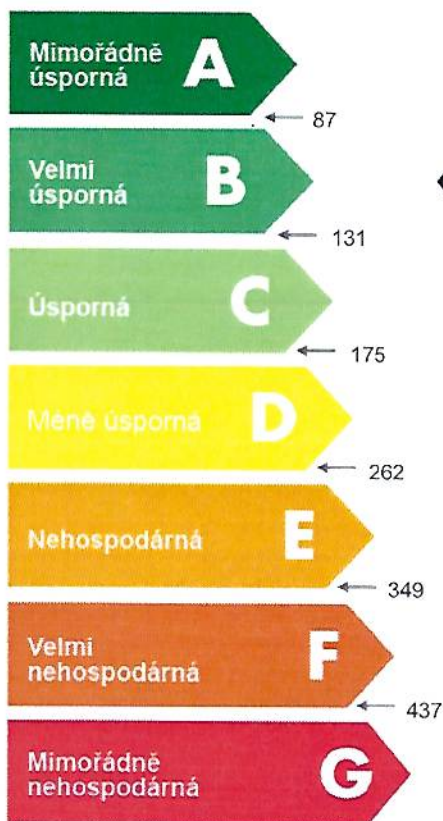 Mimořádně
úsporná
A
← 87
Velmi
úsporná
B
← 131
Úsporná
C
← 175
Méně úsporná
D
← 262
Nehospodárná
E
← 349
Velmi
nehospodárná
F
← 437
Mimořádně
nehospodárná
G